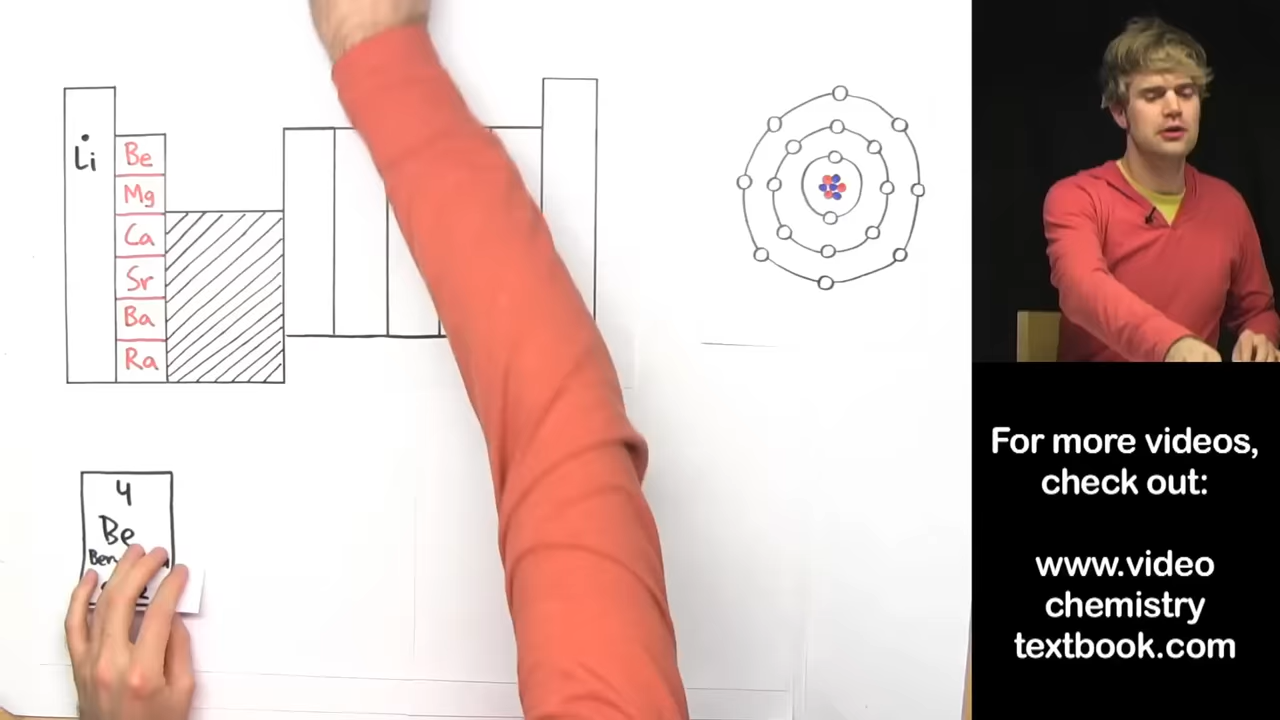 Li
Be
Mg
Ca
Sr
Ba
Ra
4
Be
For more videos,
check out:
www.video
chemistry
textbook.com